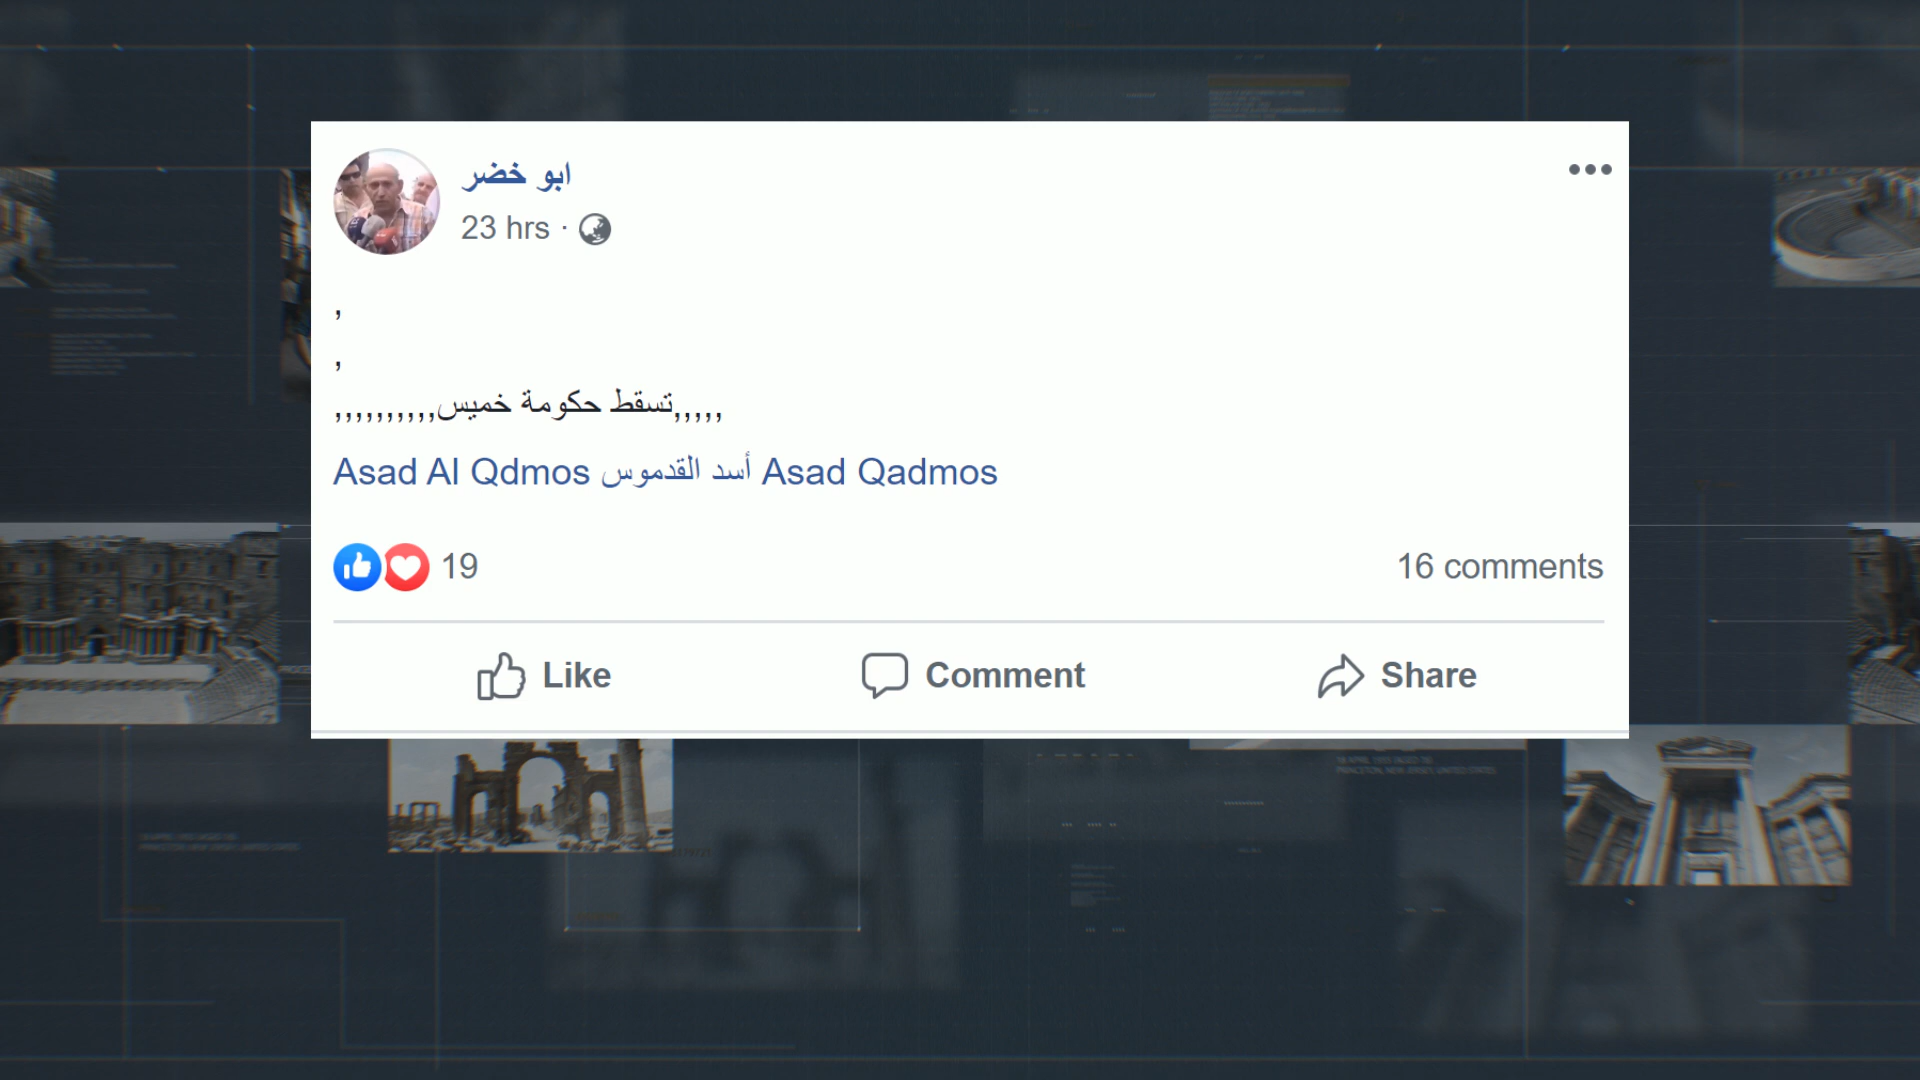 ابو خضر
23 hrs ·
,
,
,,,,,تسقط حكومة خميس,,,,,,,,,,
Asad Al Qdmos أسد القدموس Asad Qadmos
19
16 comments
Like
Comment
Share